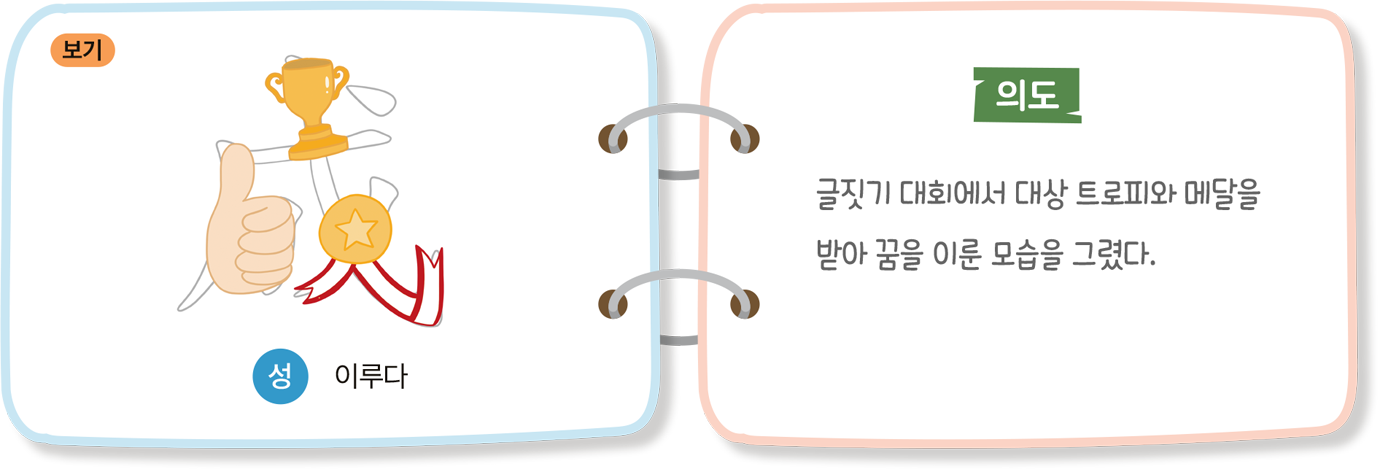 보기
성 이루다
의도
글짓기 대회에서 대상 트로피와 메달을
받아 꿈을 이룬 모습을 그렸다.